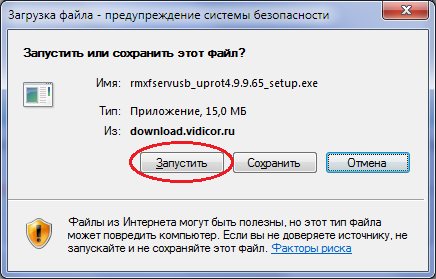 Загрузка файла - предупреждение системы безопасности
Запустить или сохранить этот файл?
Имя: rmxfservusb_uprot4.9.9.65_setup.exe
Тип: Приложение, 15,0 МБ
Из: download.vidicor.ru
Запустить Сохранить Отмена
Файлы из Интернета могут быть полезны, но этот тип файла
может повредить компьютер. Если вы не доверяете источнику, не
запускайте и не сохраняйте этот файл. Факторы риска